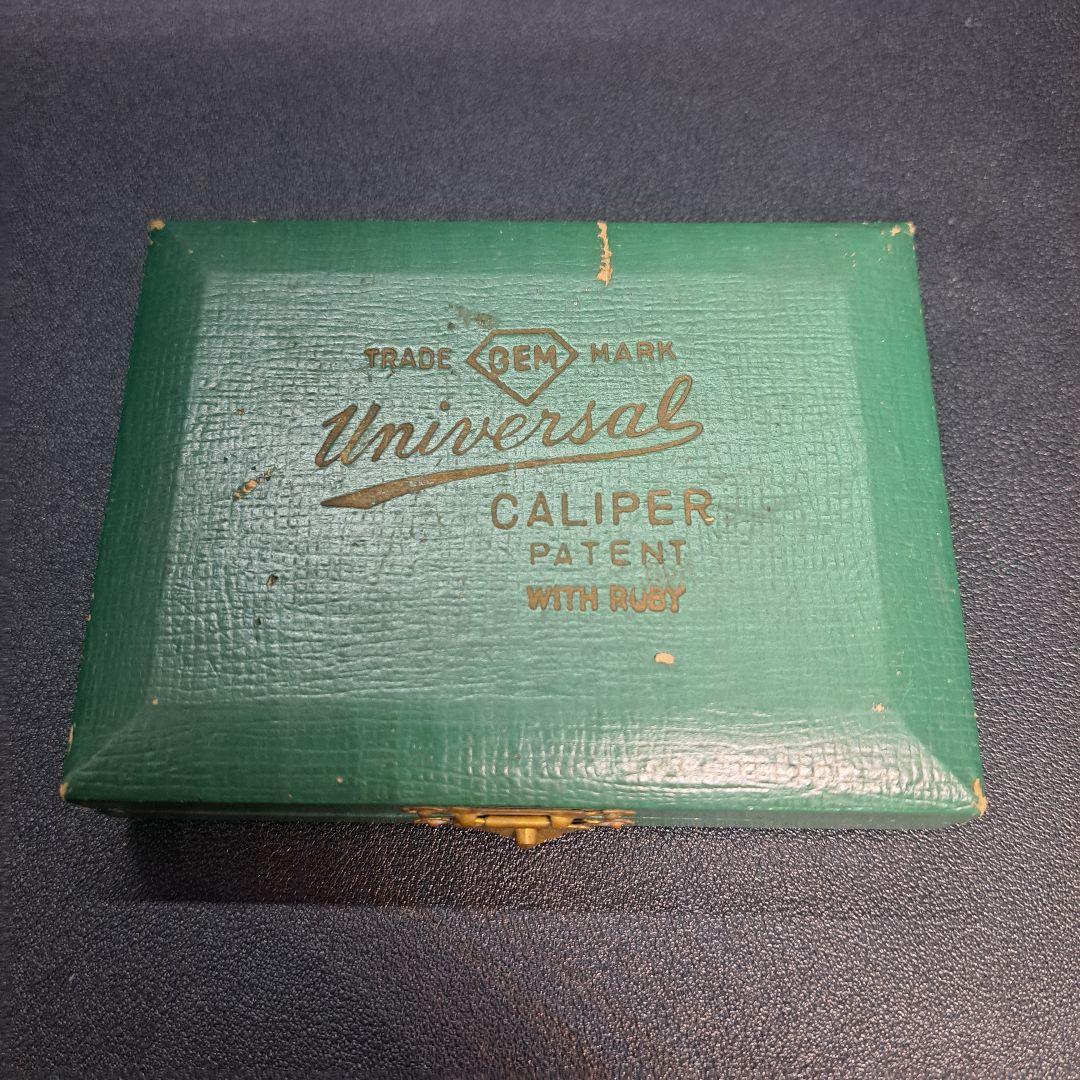 TRADE GEM MARK
Universal
CALIPER
PATENT
WITH RUBY